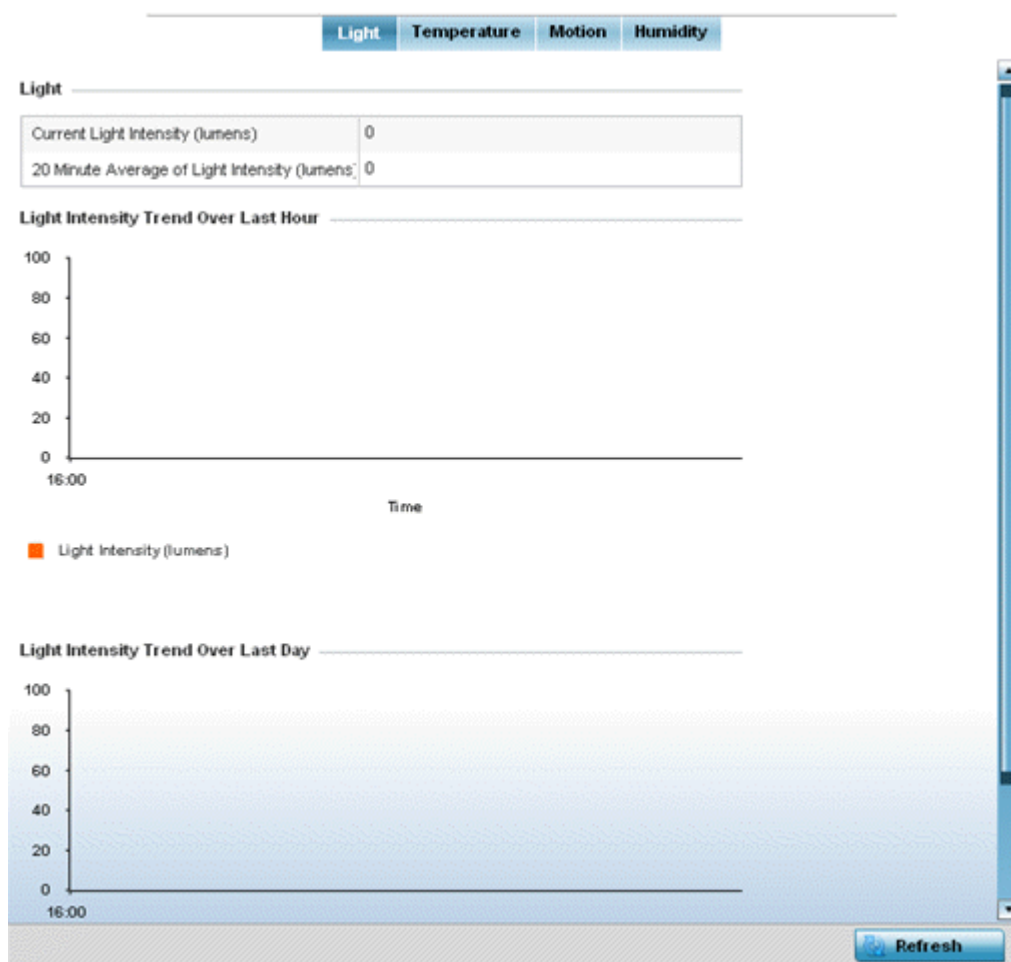 Light Temperature Motion Humidity
Light
Current Light Intensity (lumens) 0
20 Minute Average of Light Intensity (lumens) 0
Light Intensity Trend Over Last Hour
100
80
60
40
20
0
16:00
Time
Light Intensity (lumens)
Light Intensity Trend Over Last Day
100
80
60
40
20
0
16:00
Refresh